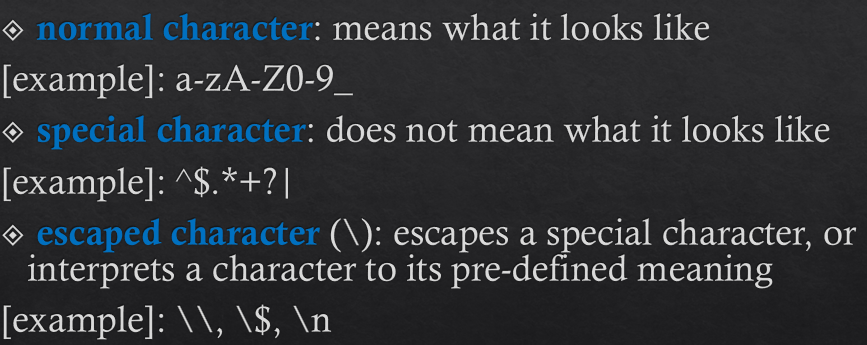 ◈ normal character: means what it looks like
[example]: a-zA-Z0-9_
◈ special character: does not mean what it looks like
[example]: ^$.*+?|
◈ escaped character (\): escapes a special character, or
interprets a character to its pre-defined meaning
[example]: \\, \$, \n